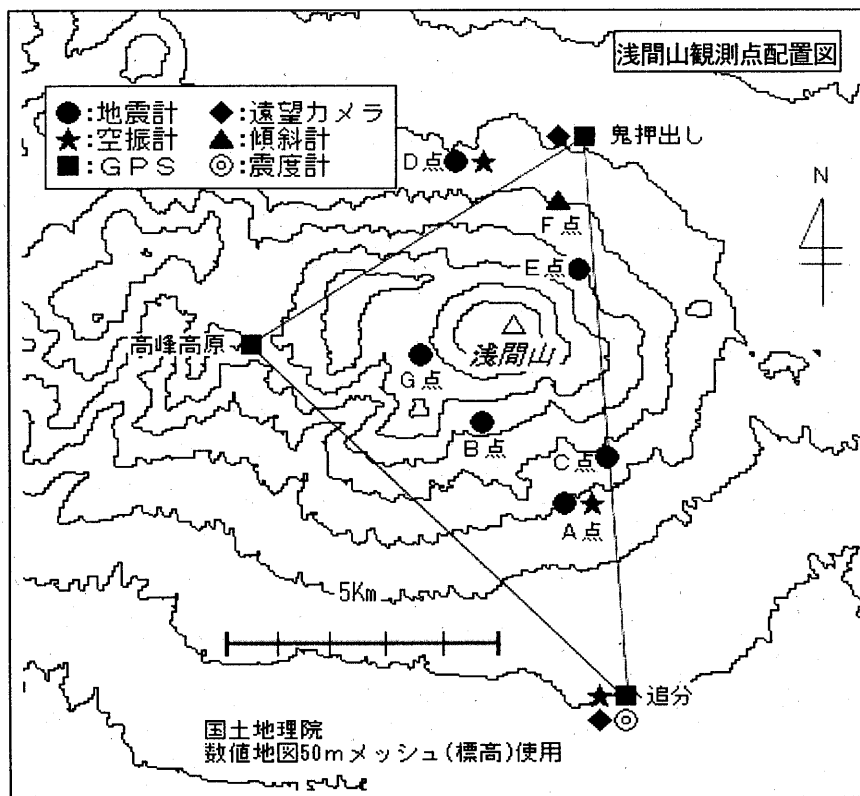 浅間山観測点配置図
●:地震計 ◆:遠望カメラ
★:空振計 ▲:傾斜計
■:GPS ◎:震度計
鬼押出し
D点
N
F点
E点
高峰高原
浅間山
G点
B点
C点
A点
5Km
追分
国土地理院
数値地図50mメッシュ(標高)使用